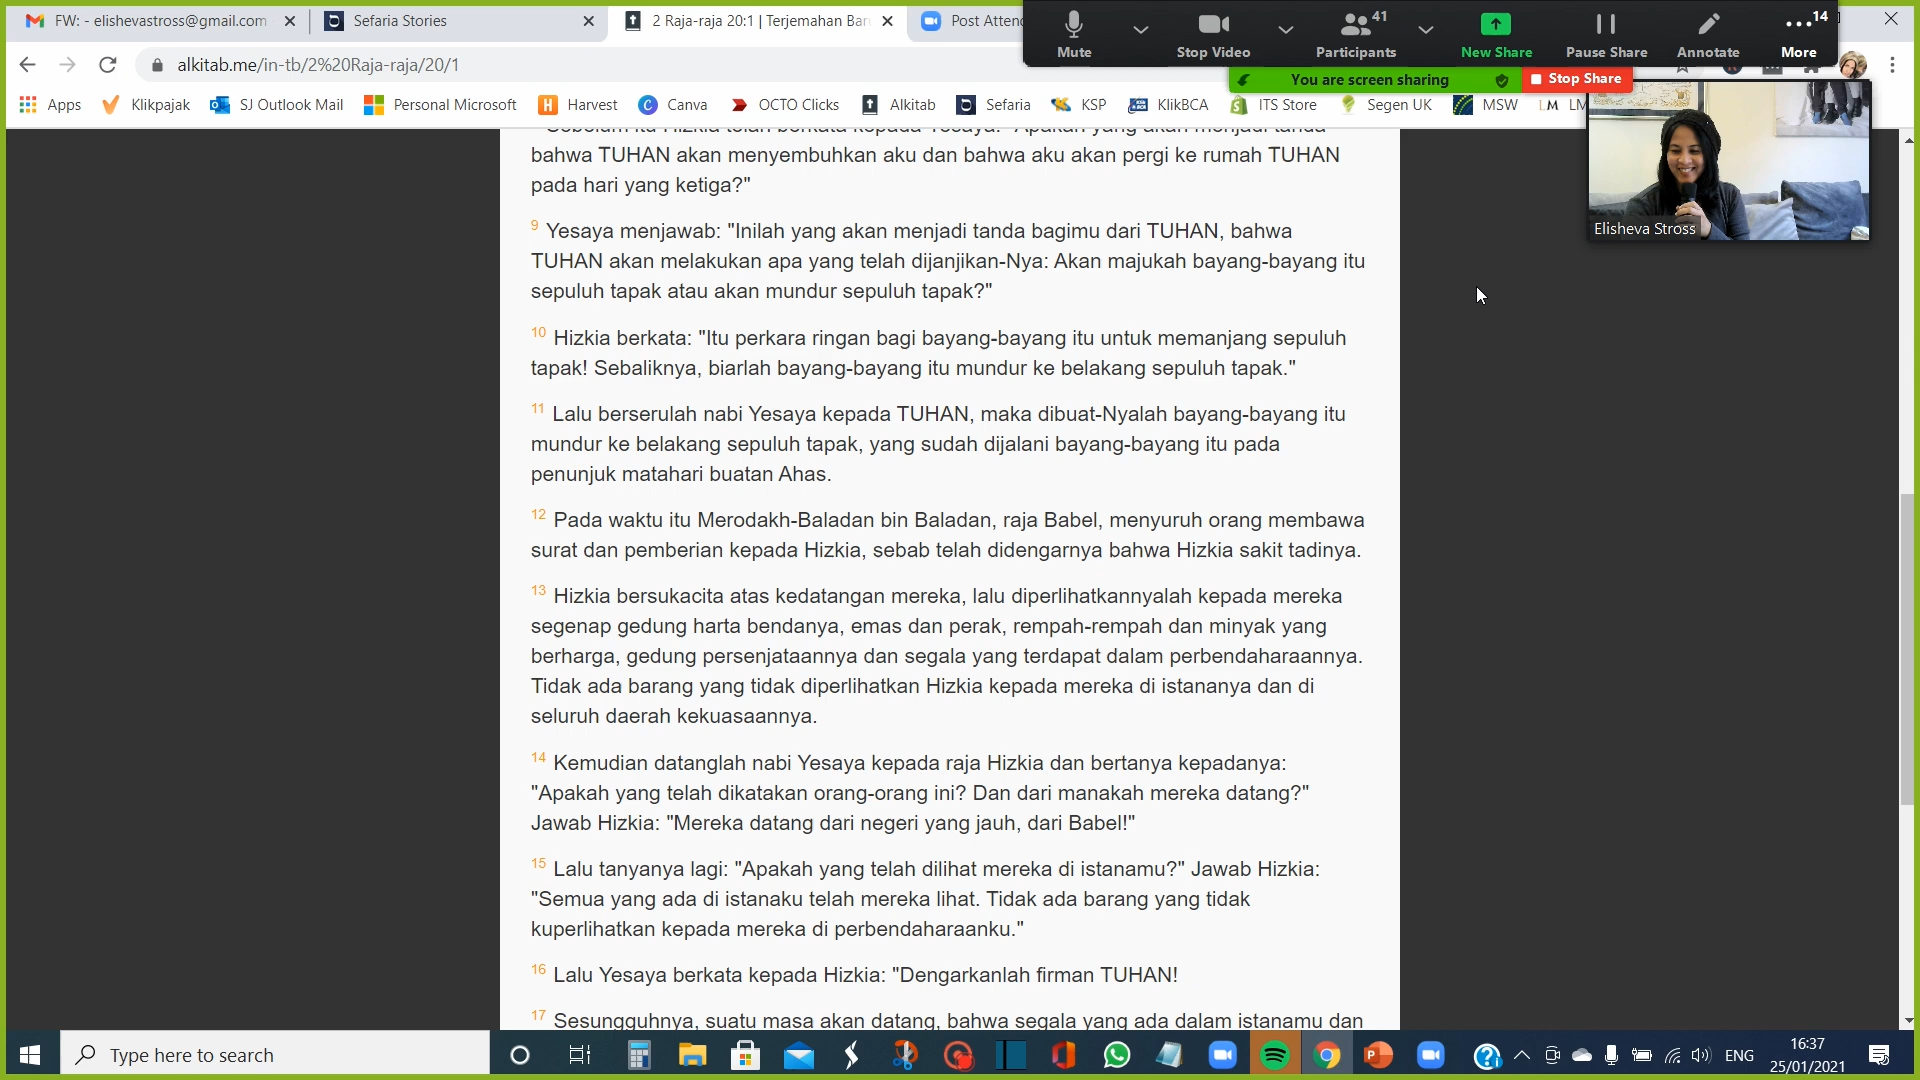 FW: - elishevastross@gmail.com
Sefaria Stories
2 Raja-raja 20:1 | Terjemahan Bar
Post Attend
alkitab.me/in-tb/2%20Raja-raja/20/1
Mute
Stop Video
41
Participants
New Share
Pause Share
Annotate
14
More
You are screen sharing
Stop Share
Apps
Klikpajak
SJ Outlook Mail
Personal Microsoft
Harvest
Canva
OCTO Clicks
Alkitab
Sefaria
KSP
KlikBCA
ITS Store
Segen UK
MSW
Elisheva Stross
Sebelum itu Hizkia telah berkata kepada Yesaya: "Apakah yang akan menjadi tanda
bahwa TUHAN akan menyembuhkan aku dan bahwa aku akan pergi ke rumah TUHAN
pada hari yang ketiga?"
9 Yesaya menjawab: "Inilah yang akan menjadi tanda bagimu dari TUHAN, bahwa
TUHAN akan melakukan apa yang telah dijanjikan-Nya: Akan majukah bayang-bayang itu
sepuluh tapak atau akan mundur sepuluh tapak?"
10 Hizkia berkata: "Itu perkara ringan bagi bayang-bayang itu untuk memanjang sepuluh
tapak! Sebaliknya, biarlah bayang-bayang itu mundur ke belakang sepuluh tapak."
11 Lalu berserulah nabi Yesaya kepada TUHAN, maka dibuat-Nyalah bayang-bayang itu
mundur ke belakang sepuluh tapak, yang sudah dijalani bayang-bayang itu pada
penunjuk matahari buatan Ahas.
12 Pada waktu itu Merodakh-Baladan bin Baladan, raja Babel, menyuruh orang membawa
surat dan pemberian kepada Hizkia, sebab telah didengarnya bahwa Hizkia sakit tadinya.
13 Hizkia bersukacita atas kedatangan mereka, lalu diperlihatkannyalah kepada mereka
segenap gedung harta bendanya, emas dan perak, rempah-rempah dan minyak yang
berharga, gedung persenjataannya dan segala yang terdapat dalam perbendaharaannya.
Tidak ada barang yang tidak diperlihatkan Hizkia kepada mereka di istananya dan di
seluruh daerah kekuasaannya.
14 Kemudian datanglah nabi Yesaya kepada raja Hizkia dan bertanya kepadanya:
"Apakah yang telah dikatakan orang-orang ini? Dan dari manakah mereka datang?"
Jawab Hizkia: "Mereka datang dari negeri yang jauh, dari Babel!"
15 Lalu tanyanya lagi: "Apakah yang telah dilihat mereka di istanamu?" Jawab Hizkia:
"Semua yang ada di istanaku telah mereka lihat. Tidak ada barang yang tidak
kuperlihatkan kepada mereka di perbendaharaanku."
16 Lalu Yesaya berkata kepada Hizkia: "Dengarkanlah firman TUHAN!
17 Sesungguhnya, suatu masa akan datang, bahwa segala yang ada dalam istanamu dan
Type here to search
ENG
16:37
25/01/2021